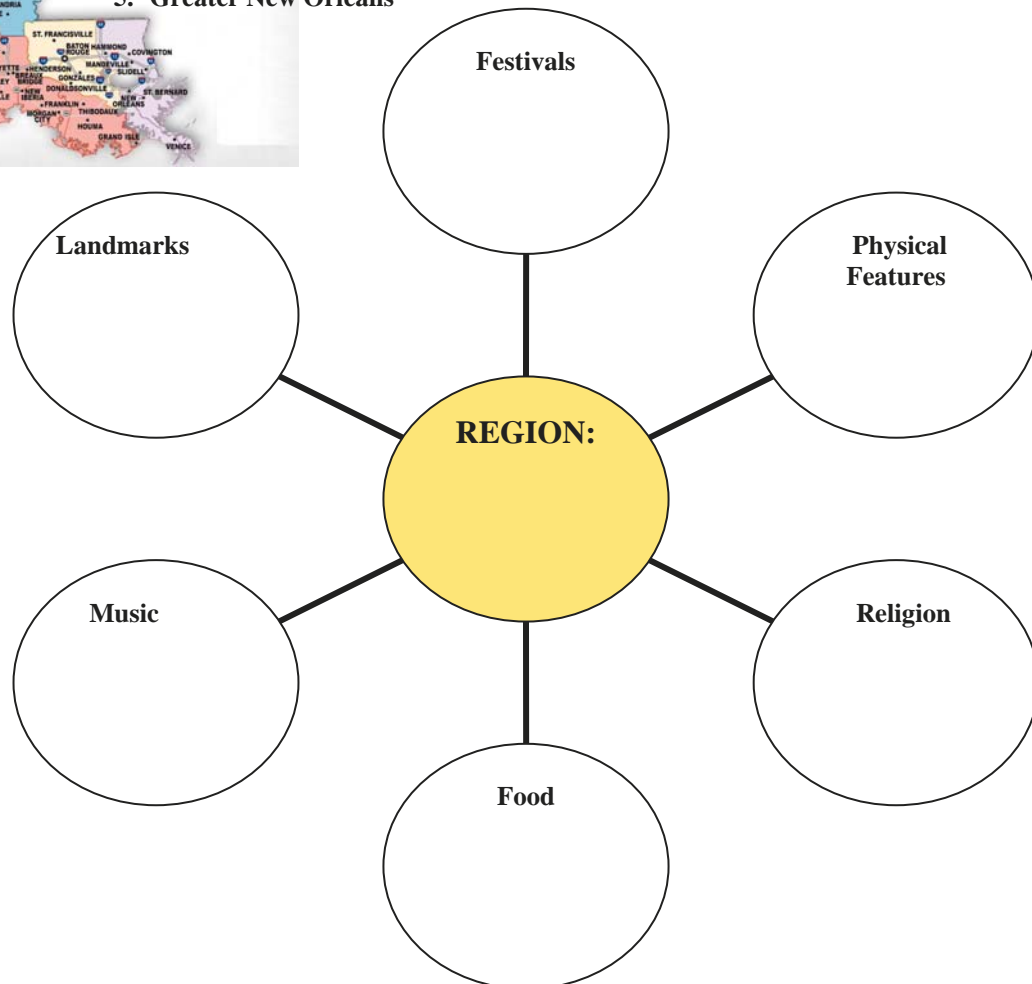 5. Greater New Orleans
ST. FRANCISVILLE
BATON ROUGE
HAMMOND
COVINGTON
MANDEVILLE
SLIDELL
HENDERSON
BREAUX BRIDGE
GONZALES
DONALDSONVILLE
NEW IBERIA
NEW ORLEANS
ST. BERNARD
FRANKLIN
THIBODAUX
MORGAN CITY
HOUMA
GRAND ISLE
VENICE
Festivals
Landmarks
Physical
Features
REGION:
Music
Religion
Food